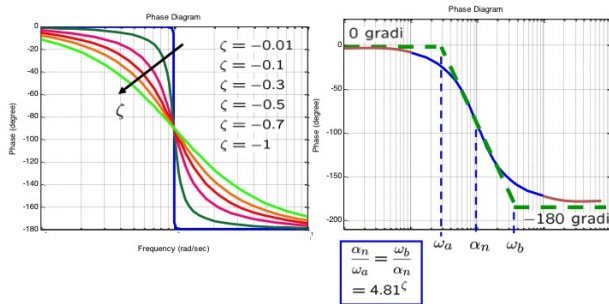 Phase Diagram
0
-20
-40
-60
-80
-100
-120
-140
-160
-180
Phase (degree)
Frequency (rad/sec)
ζ
ζ = −0.01
ζ = −0.1
ζ = −0.3
ζ = −0.5
ζ = −0.7
ζ = −1
Phase Diagram
0 gradi
0
-50
-100
-150
-200
Phase (degree)
−180 gradi
ω_a α_n ω_b
α_n/ω_a = ω_b/α_n
= 4.81^ζ